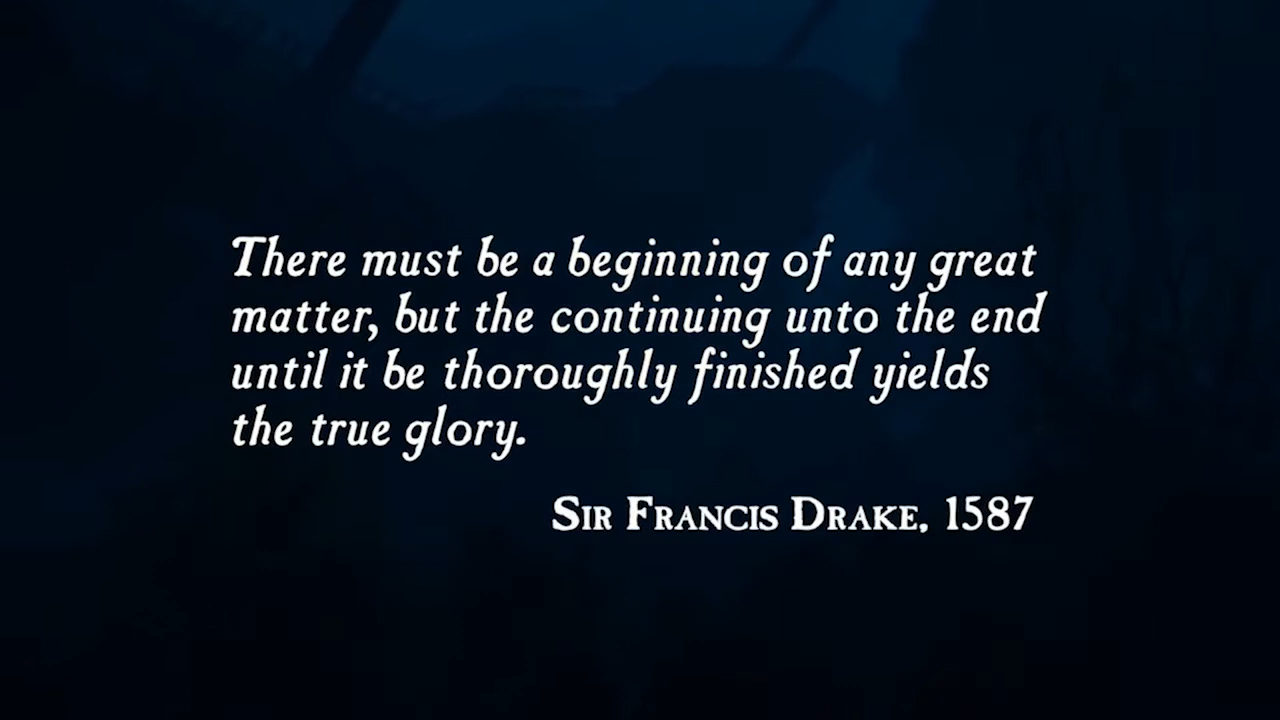 There must be a beginning of any great
matter, but the continuing unto the end
until it be thoroughly finished yields
the true glory.
Sir Francis Drake, 1587